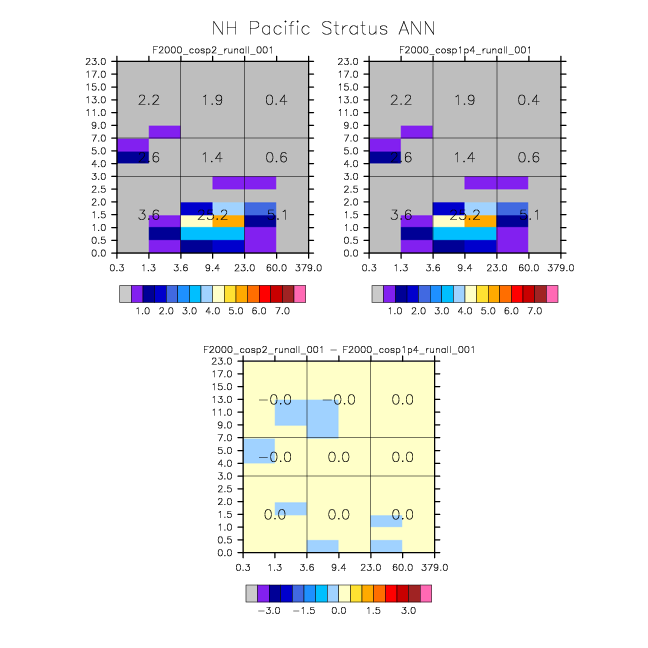 NH Pacific Stratus ANN
F2000_cosp2_runall_001 F2000_cosp1p4_runall_001
23.0 23.0
17.0 17.0
15.0 15.0
13.0 2.2 1.9 0.4 13.0 2.2 1.9 0.4
11.0 11.0
9.0 9.0
7.0 7.0
5.0 5.0
4.0 1.4 0.6 4.0 1.4 0.6
3.0 3.0
2.5 2.5
2.0 2.0
1.5 3.6 23.2 5.1 1.5 3.6 23.2 5.1
1.0 1.0
0.5 0.5
0.0 0.0
0.3 1.3 3.6 9.4 23.0 60.0 379.0 0.3 1.3 3.6 9.4 23.0 60.0 379.0
1.0 2.0 3.0 4.0 5.0 6.0 7.0 1.0 2.0 3.0 4.0 5.0 6.0 7.0
F2000_cosp2_runall_001 − F2000_cosp1p4_runall_001
23.0
17.0
15.0
13.0 −0.0 −0.0 0.0
11.0
9.0
7.0
5.0 −0.0 0.0 0.0
4.0
3.0
2.5
2.0
1.5 0.0 0.0 0.0
1.0
0.5
0.0
0.3 1.3 3.6 9.4 23.0 60.0 379.0
−3.0 −1.5 0.0 1.5 3.0